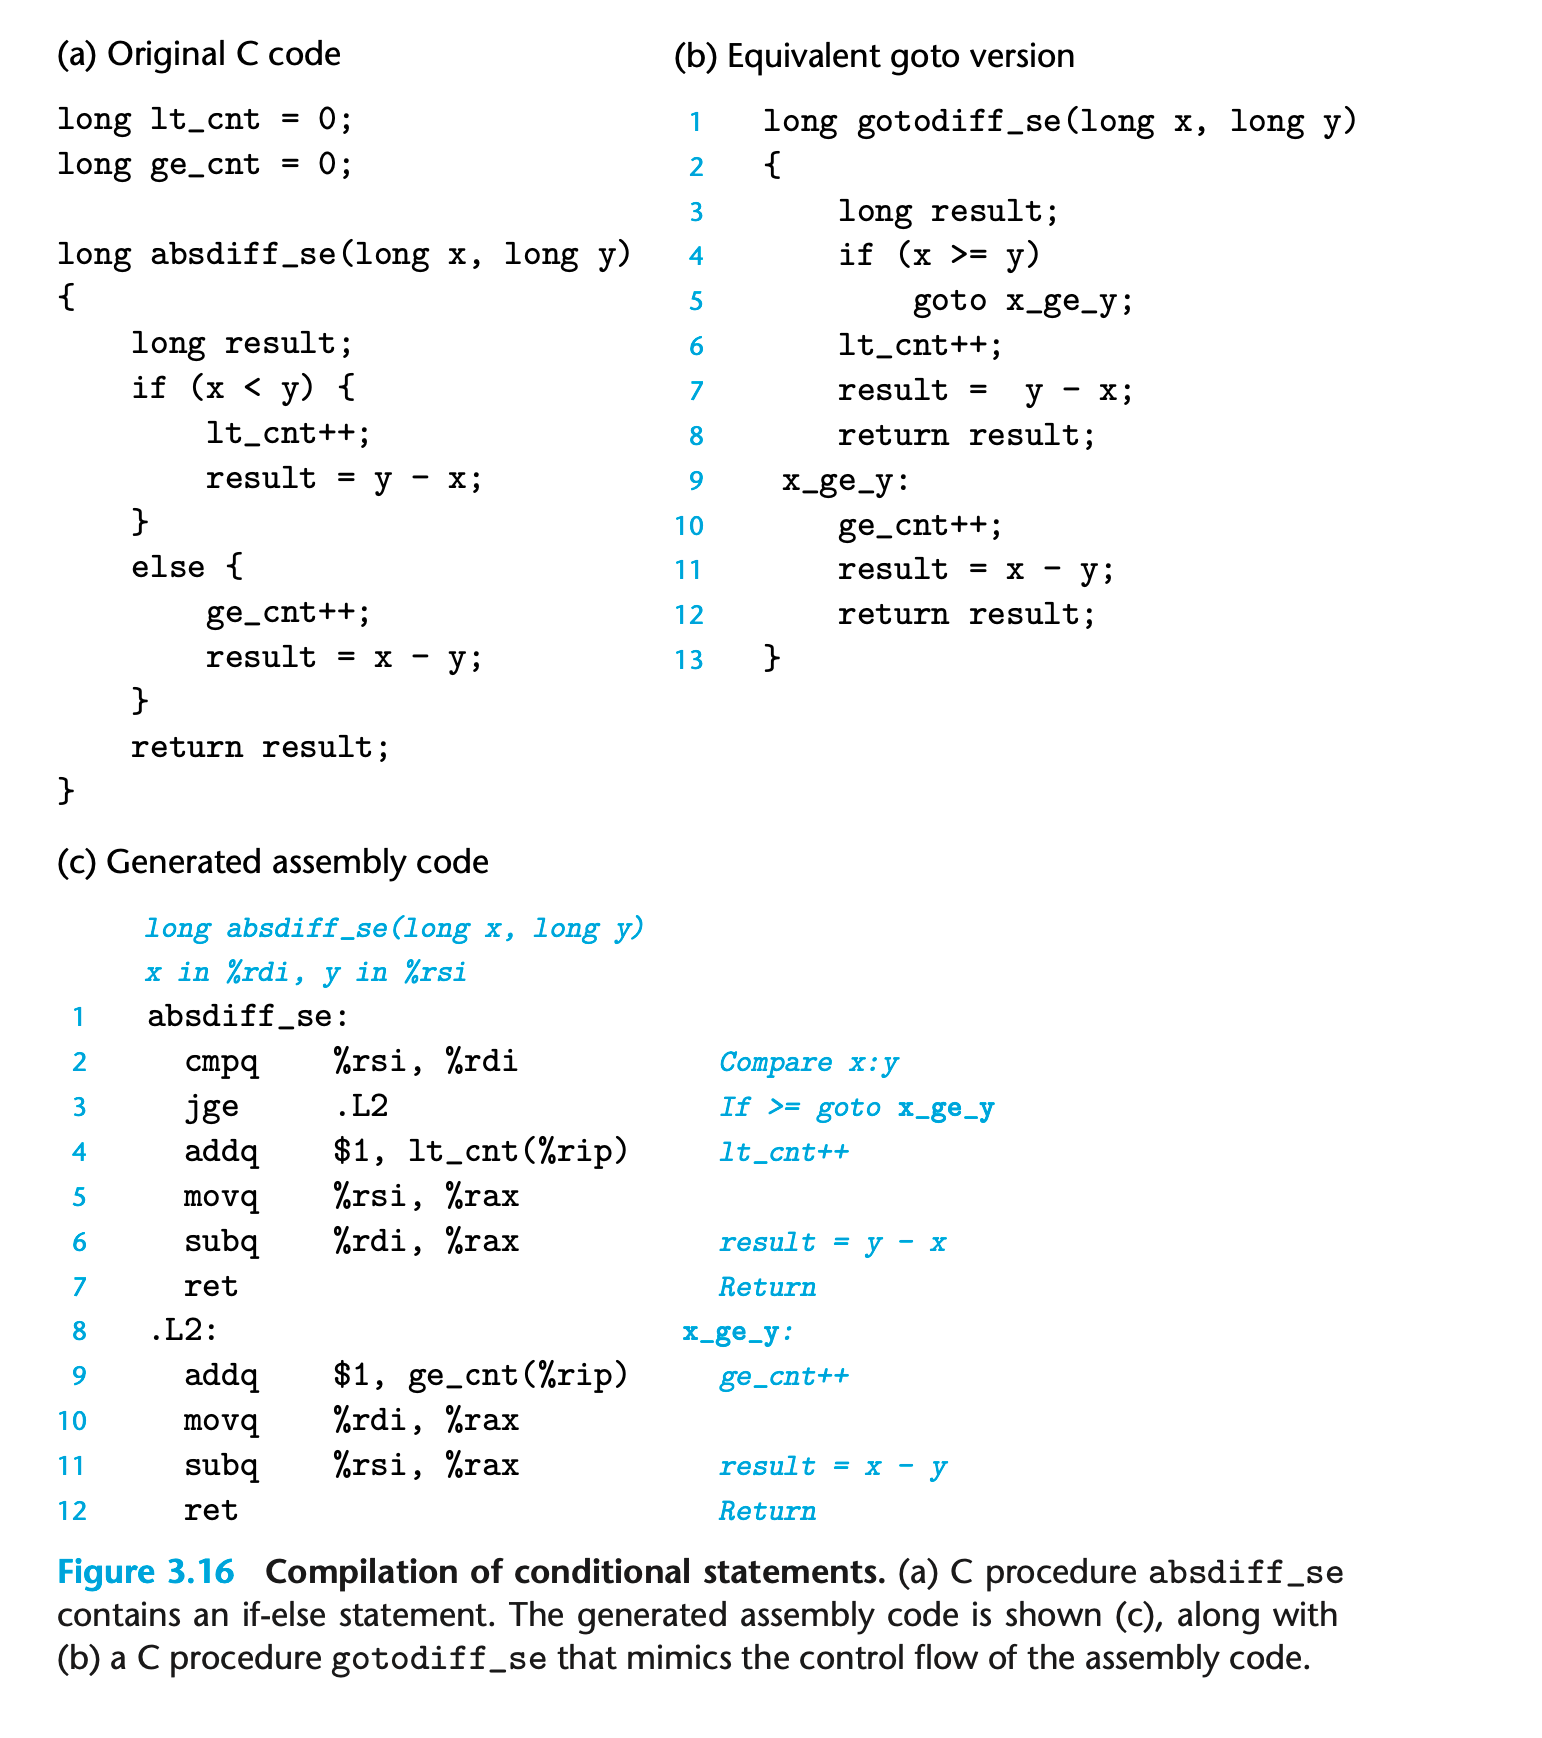 (a) Original C code
long lt_cnt = 0;
long ge_cnt = 0;

long absdiff_se(long x, long y)
{
    long result;
    if (x < y) {
        lt_cnt++;
        result = y - x;
    }
    else {
        ge_cnt++;
        result = x - y;
    }
    return result;
}
(b) Equivalent goto version
1 long gotodiff_se(long x, long y)
2 {
3     long result;
4     if (x >= y)
5         goto x_ge_y;
6     lt_cnt++;
7     result =  y - x;
8     return result;
9  x_ge_y:
10     ge_cnt++;
11     result = x - y;
12     return result;
13 }
(c) Generated assembly code
long absdiff_se(long x, long y)
x in %rdi, y in %rsi
1 absdiff_se:
2   cmpq    %rsi, %rdi    Compare x:y
3   jge     .L2    If >= goto x_ge_y
4   addq    $1, lt_cnt(%rip)    lt_cnt++
5   movq    %rsi, %rax
6   subq    %rdi, %rax    result = y - x
7   ret    Return
8 .L2:    x_ge_y:
9   addq    $1, ge_cnt(%rip)    ge_cnt++
10   movq    %rdi, %rax
11   subq    %rsi, %rax    result = x - y
12   ret    Return
Figure 3.16 Compilation of conditional statements. (a) C procedure absdiff_se
contains an if-else statement. The generated assembly code is shown (c), along with
(b) a C procedure gotodiff_se that mimics the control flow of the assembly code.